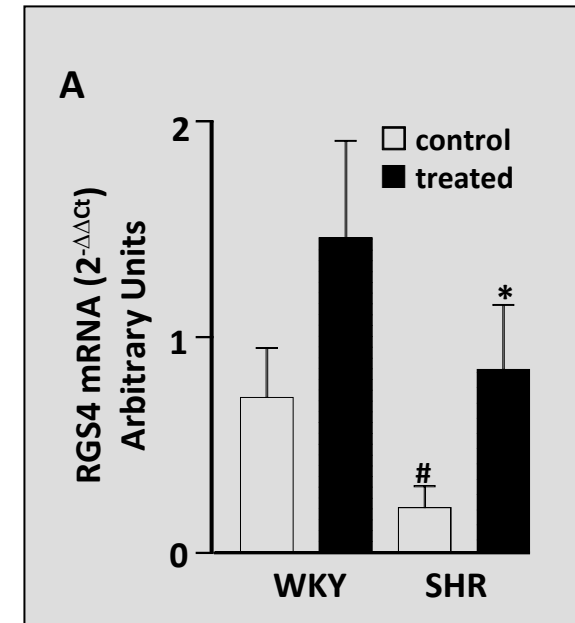 A
2
control
treated
RGS4 mRNA (2-ΔΔCt)
Arbitrary Units
1
*
#
0
WKY SHR